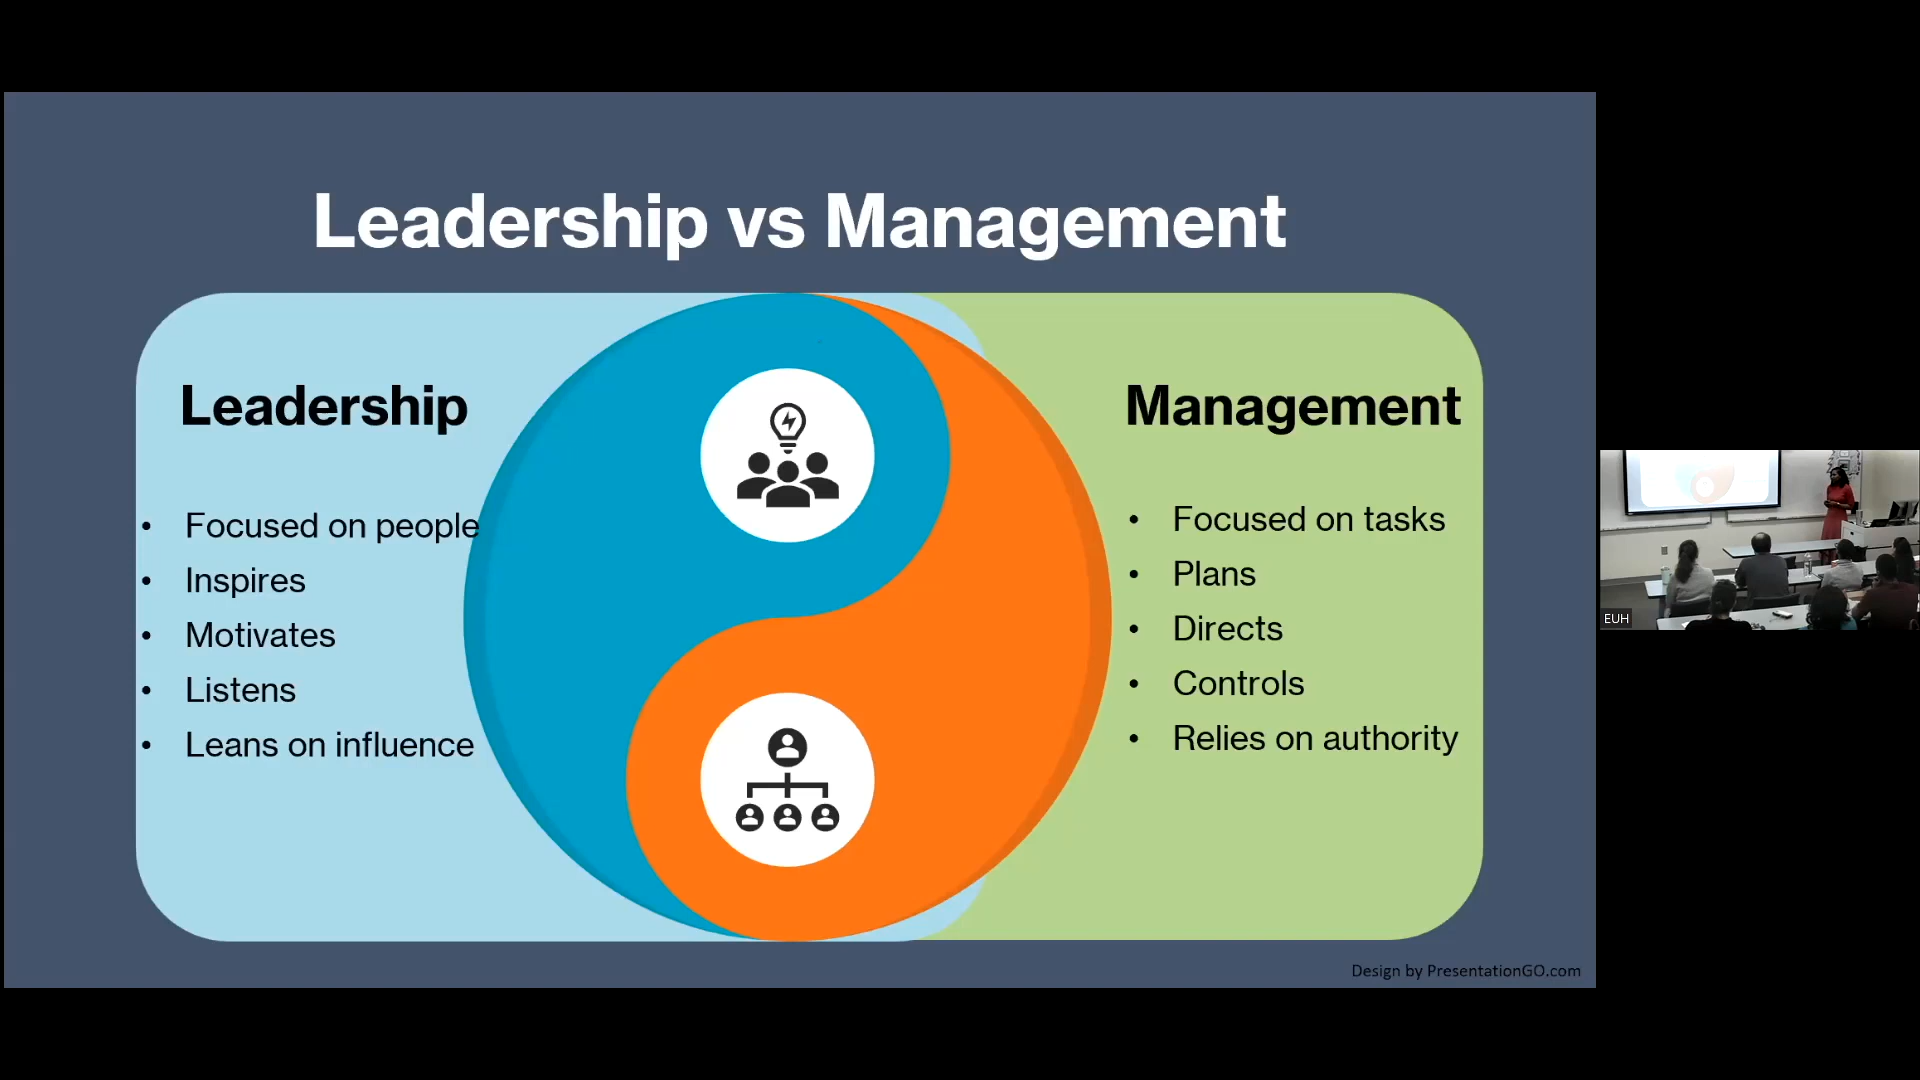 Leadership vs Management
Leadership
• Focused on people
• Inspires
• Motivates
• Listens
• Leans on influence
Management
• Focused on tasks
• Plans
• Directs
• Controls
• Relies on authority
Design by PresentationGO.com
EUH